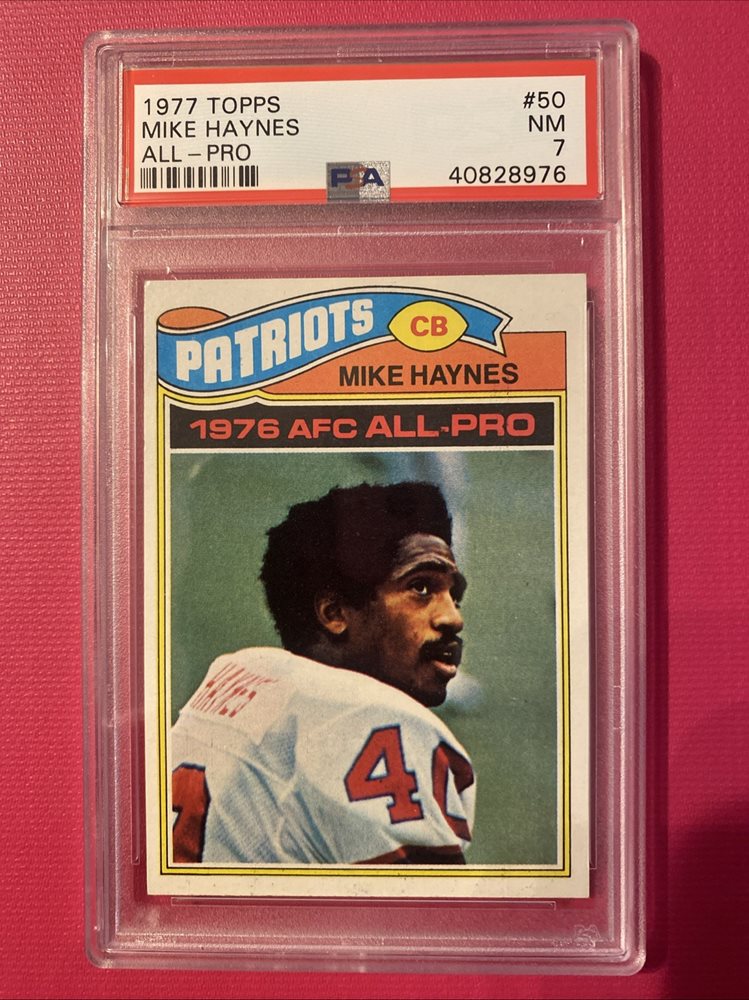 1977 TOPPS #50
MIKE HAYNES NM
ALL-PRO 7
PSA 40828976
PATRIOTS CB
MIKE HAYNES
1976 AFC ALL-PRO
HAYNES
40